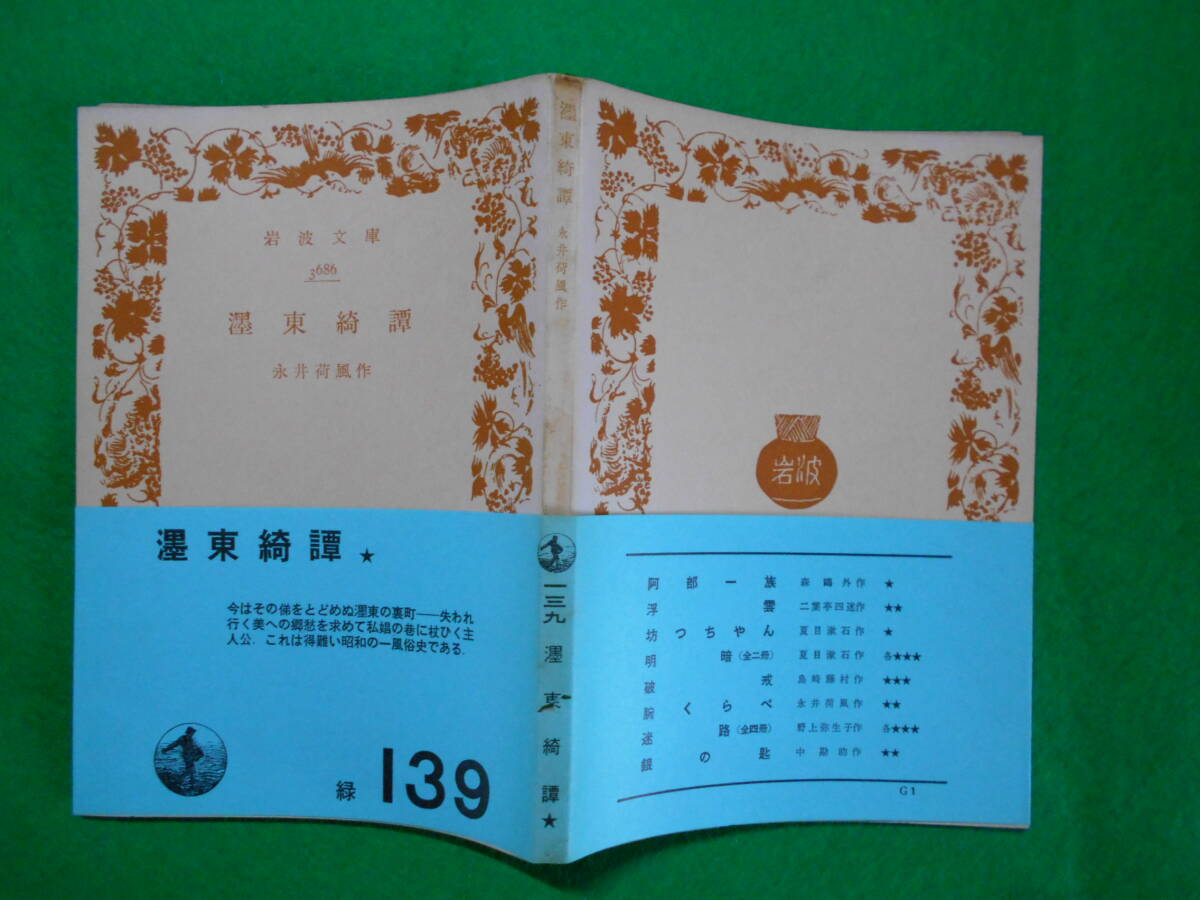 岩波文庫
3686
濹東綺譚
永井荷風作
濹東綺譚 ★
今はその俤をとどめぬ濹東の裏町――失われ
行く美への郷愁を求めて私娼の巷に杖ひく主
人公．これは得難い昭和の一風俗史である．
緑 139
濹東綺譚 永井荷風作
一三九 濹東綺譚★
岩波
阿部一族 森鷗外作 ★
浮雲 二葉亭四迷作 ★★
坊つちやん 夏目漱石作 ★
明暗（全二冊） 夏目漱石作 各★★★
破戒 島崎藤村作 ★★★
腕くらべ 永井荷風作 ★★
迷路（全四冊） 野上弥生子作 各★★★
銀の匙 中勘助作 ★★
G1